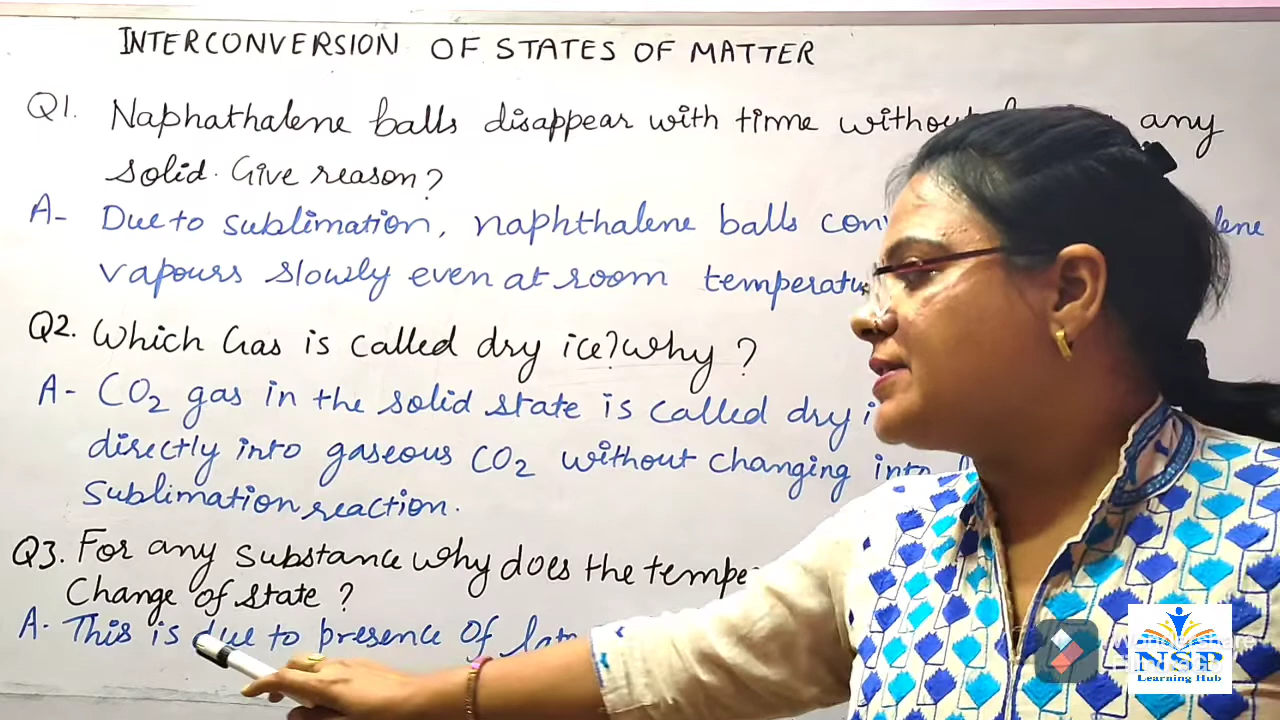 INTERCONVERSION OF STATES OF MATTER
Q1. Naphathalene balls disappear with time without any
solid. Give reason?
A- Due to sublimation, naphthalene balls
vapours slowly even at room
Q2. Which Gas is called dry ice? Why?
A- CO2 gas in the solid state is called dry
directly into gaseous CO2 without changing into
Sublimation reaction.
Q3. For any substance why does the
Change of state?
A. This is due to presence of
Wondershare
NSP
Learning Hub